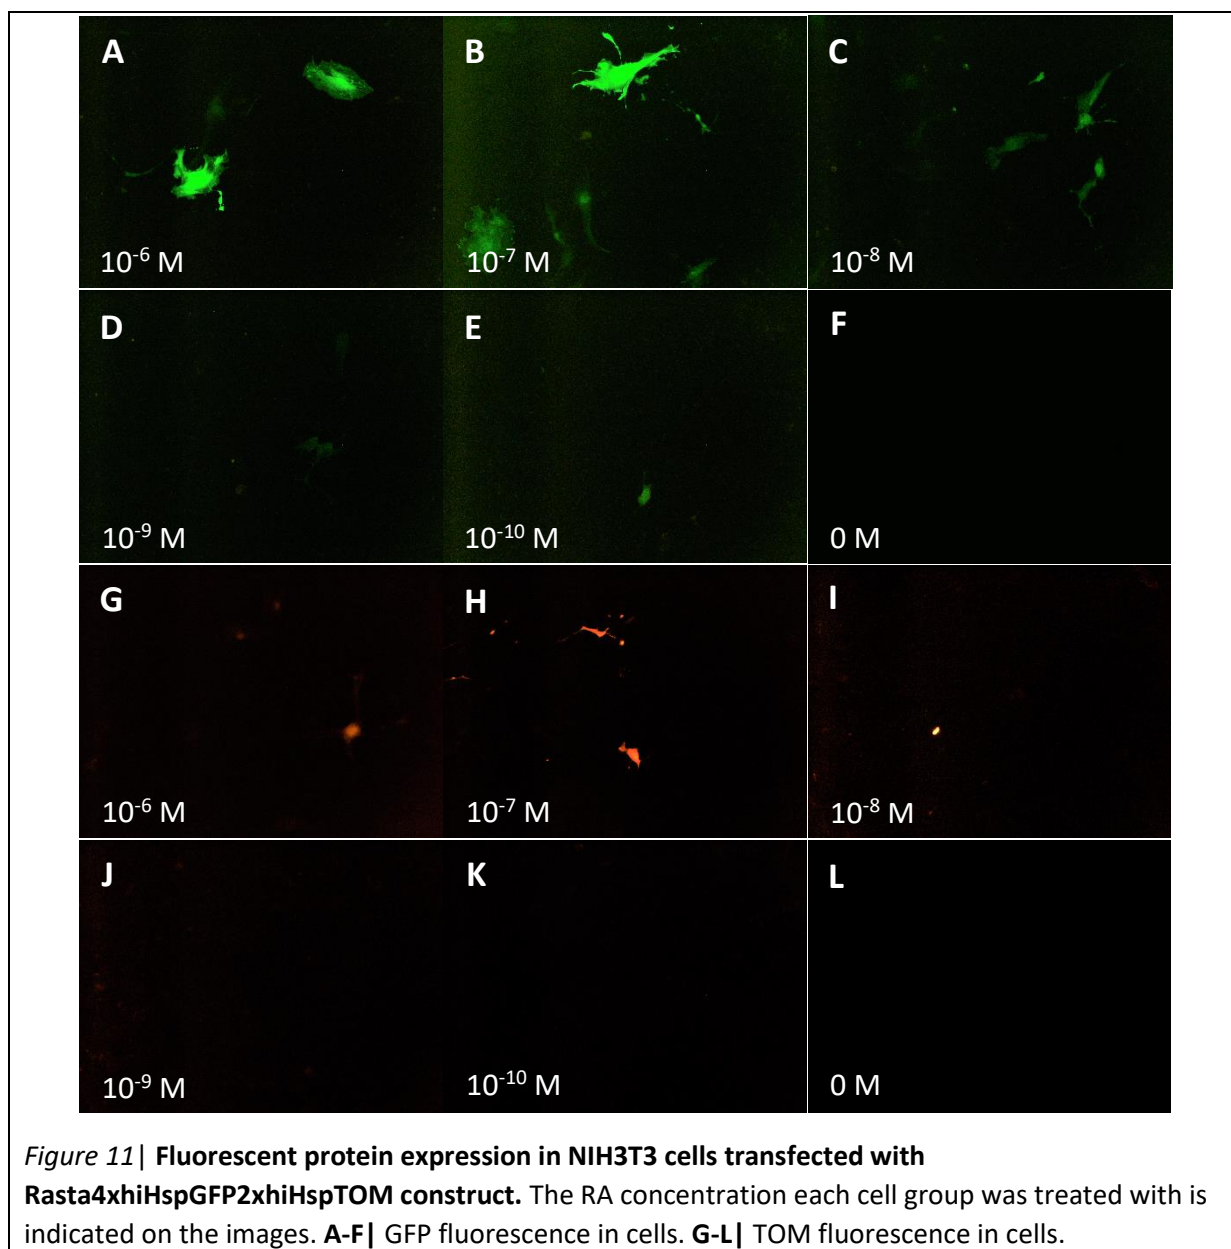 A B C
10⁻⁶ M 10⁻⁷ M 10⁻⁸ M
D E F
10⁻⁹ M 10⁻¹⁰ M 0 M
G H I
10⁻⁶ M 10⁻⁷ M 10⁻⁸ M
J K L
10⁻⁹ M 10⁻¹⁰ M 0 M
Figure 11| Fluorescent protein expression in NIH3T3 cells transfected with
Rasta4xhiHspGFP2xhiHspTOM construct. The RA concentration each cell group was treated with is
indicated on the images. A-F| GFP fluorescence in cells. G-L| TOM fluorescence in cells.